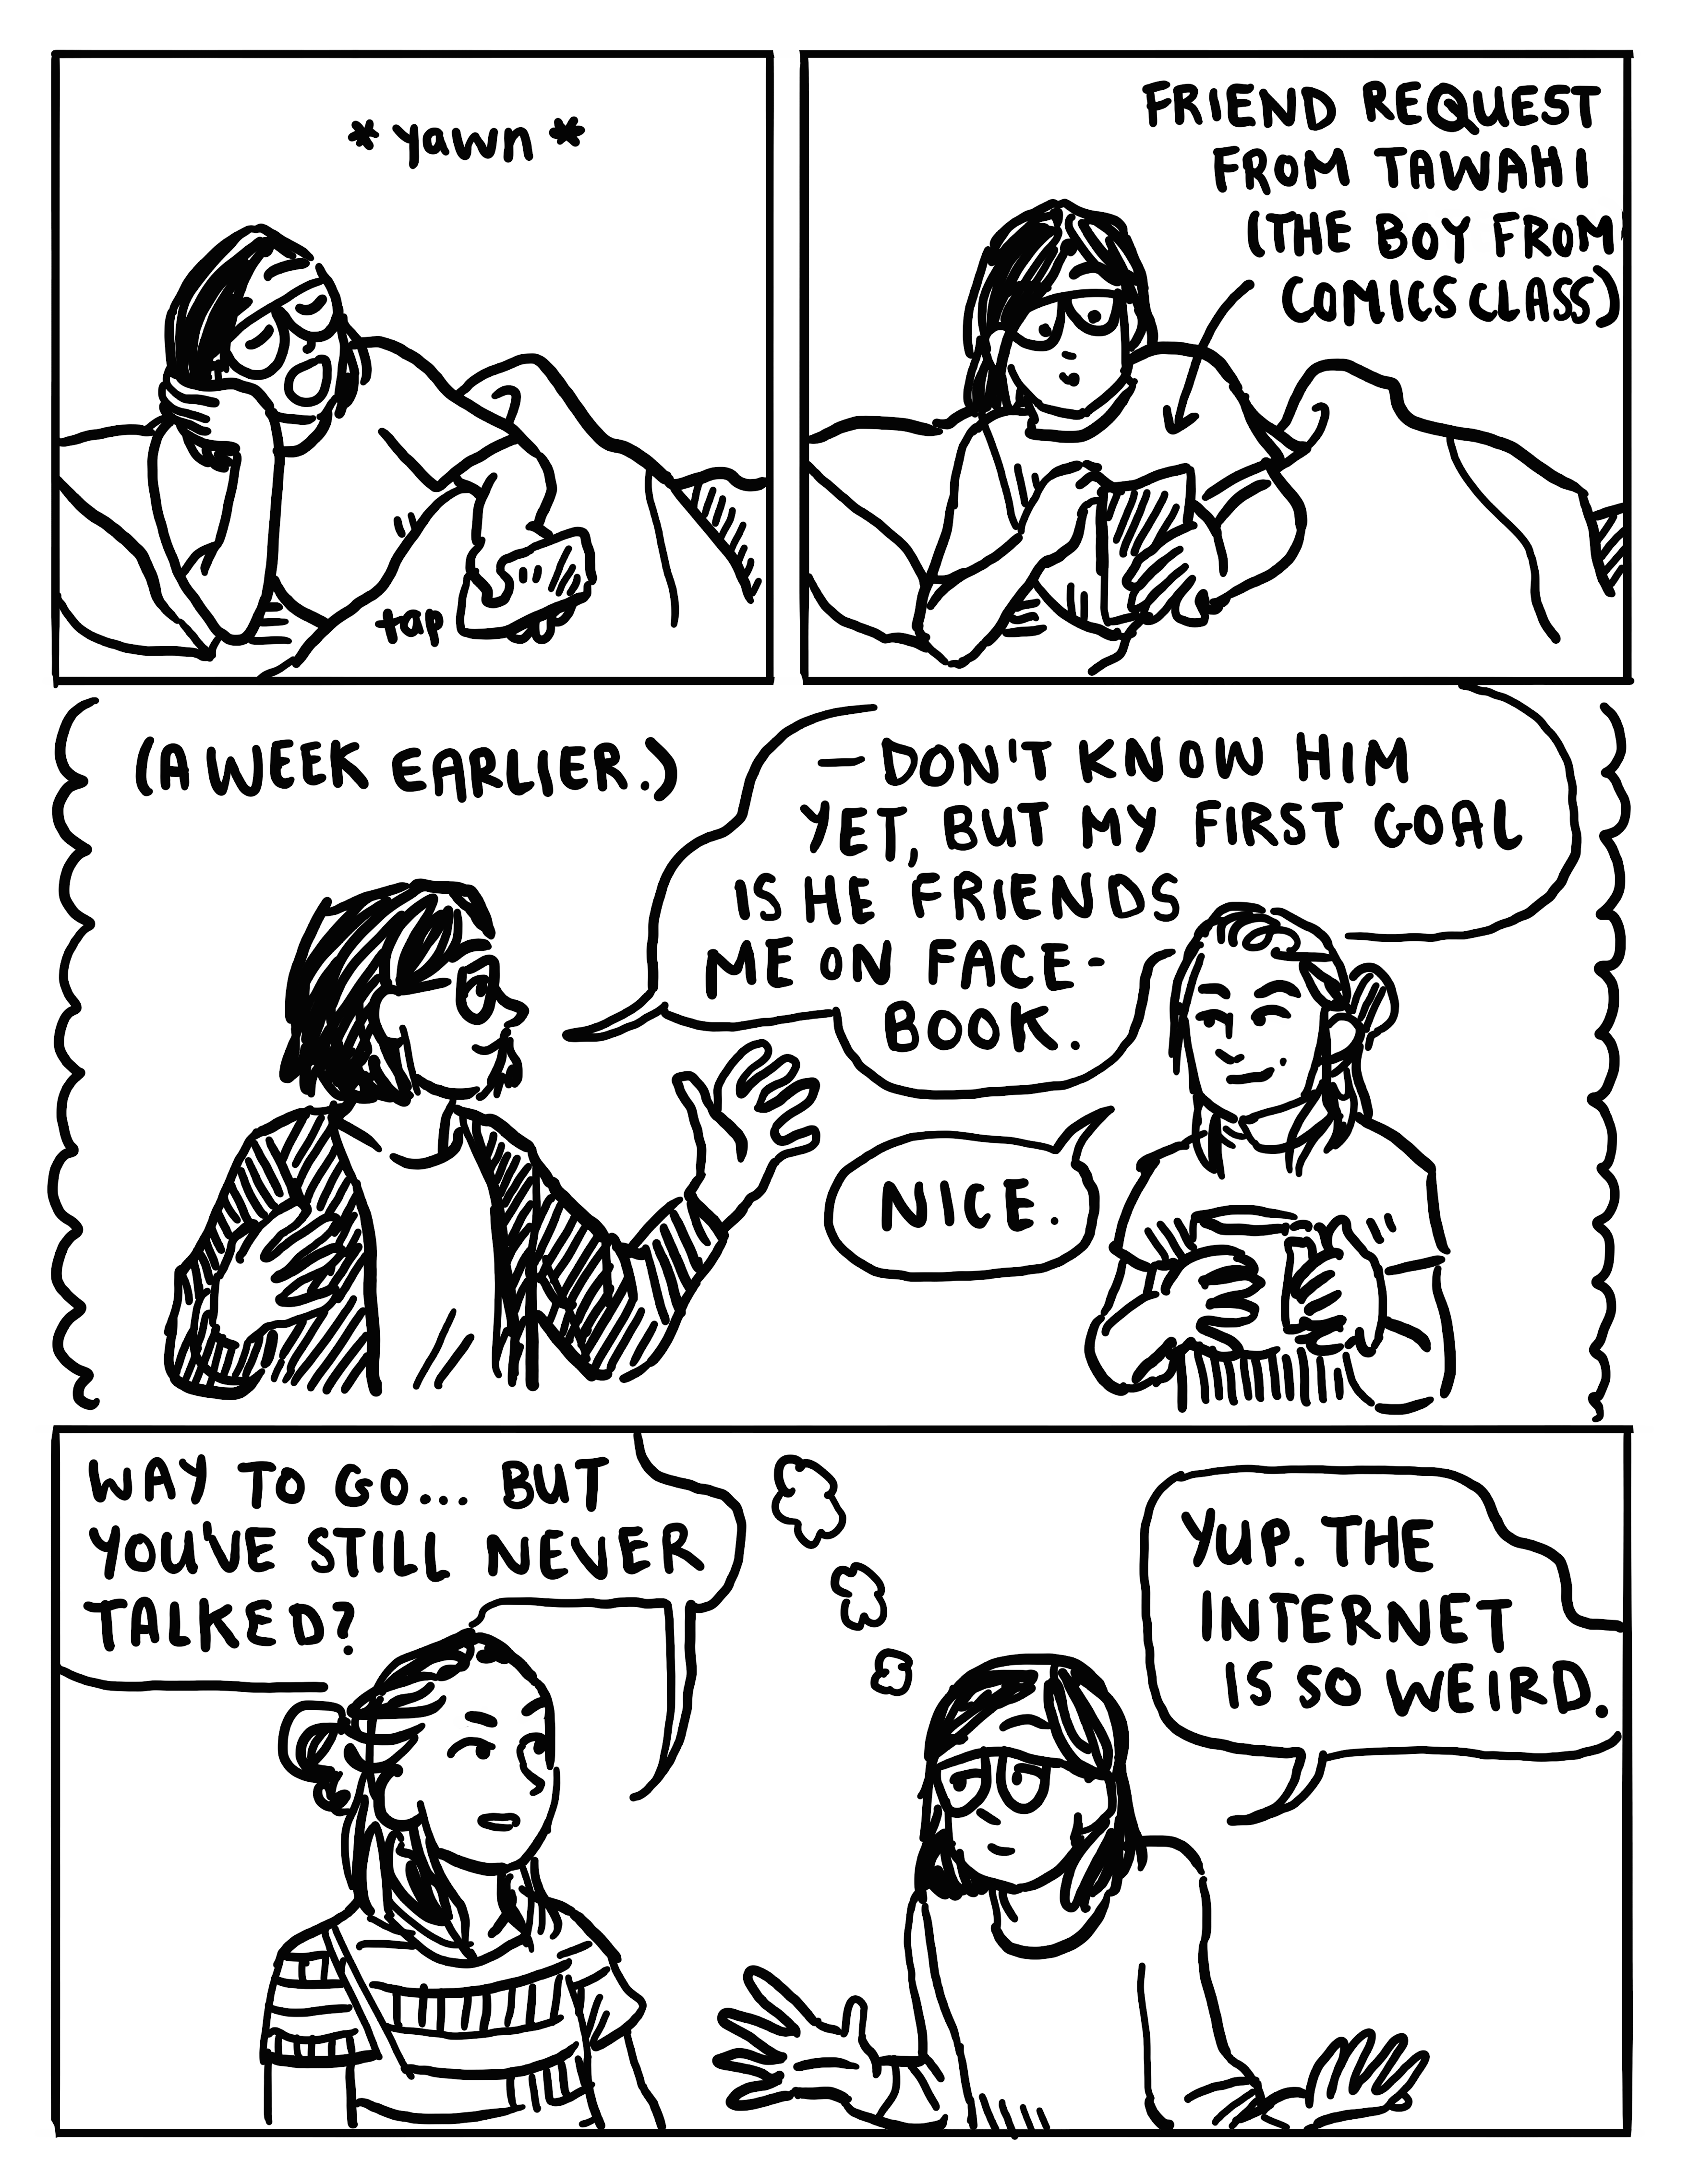 *yawn*
tap
FRIEND REQUEST
FROM TAWAHI
(THE BOY FROM
COMICS CLASS)
(A WEEK EARLIER.)
—DON'T KNOW HIM
YET, BUT MY FIRST GOAL
IS HE FRIENDS
ME ON FACE-
BOOK.
NICE.
WAY TO GO... BUT
YOU'VE STILL NEVER
TALKED?
YUP. THE
INTERNET
IS SO WEIRD.